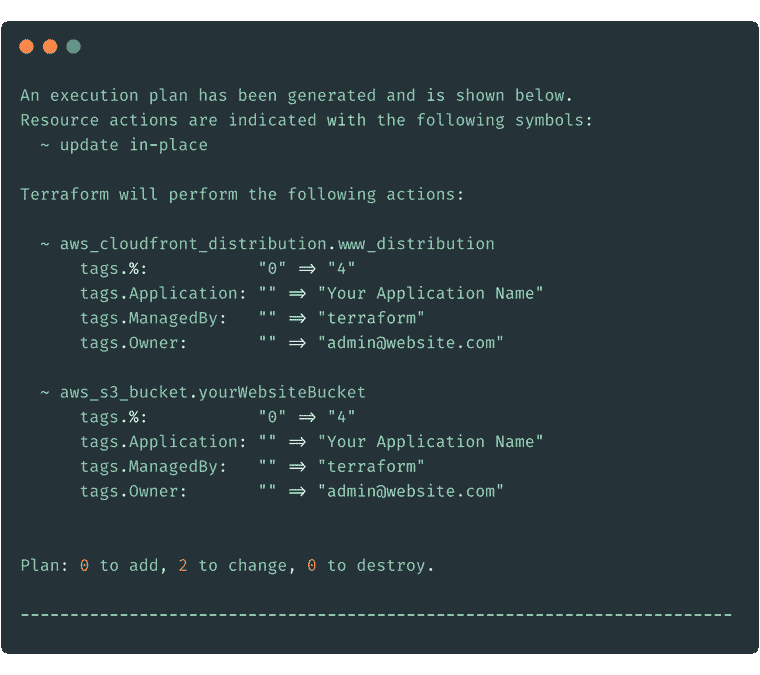 An execution plan has been generated and is shown below.
Resource actions are indicated with the following symbols:
  ~ update in-place
Terraform will perform the following actions:
  ~ aws_cloudfront_distribution.www_distribution
      tags.%:           "0" => "4"
      tags.Application: "" => "Your Application Name"
      tags.ManagedBy:   "" => "terraform"
      tags.Owner:       "" => "admin@website.com"
  ~ aws_s3_bucket.yourWebsiteBucket
      tags.%:           "0" => "4"
      tags.Application: "" => "Your Application Name"
      tags.ManagedBy:   "" => "terraform"
      tags.Owner:       "" => "admin@website.com"
Plan: 0 to add, 2 to change, 0 to destroy.
------------------------------------------------------------------------